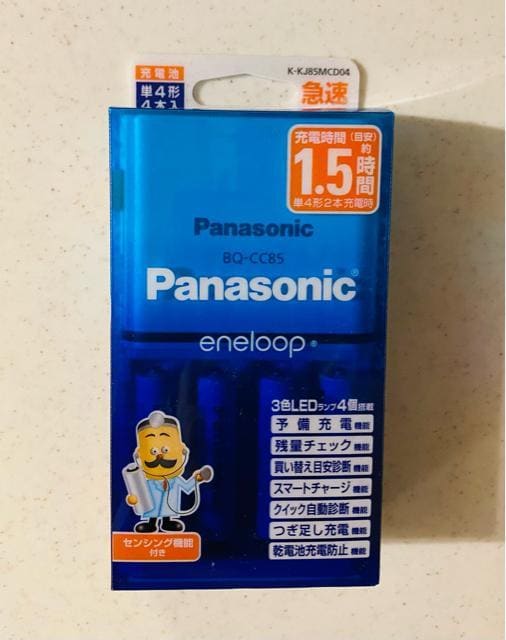 充電池
単4形
4本入
K-KJ85MCD04
急速
充電時間(目安)
約
1.5時間
単4形2本充電時
Panasonic
BQ-CC85
Panasonic®
eneloop®
3色LEDランプ4個搭載
予備充電機能
残量チェック機能
買い替え目安診断機能
スマートチャージ機能
クイック自動診断機能
つぎ足し充電機能
乾電池充電防止機能
センシング機能
付き